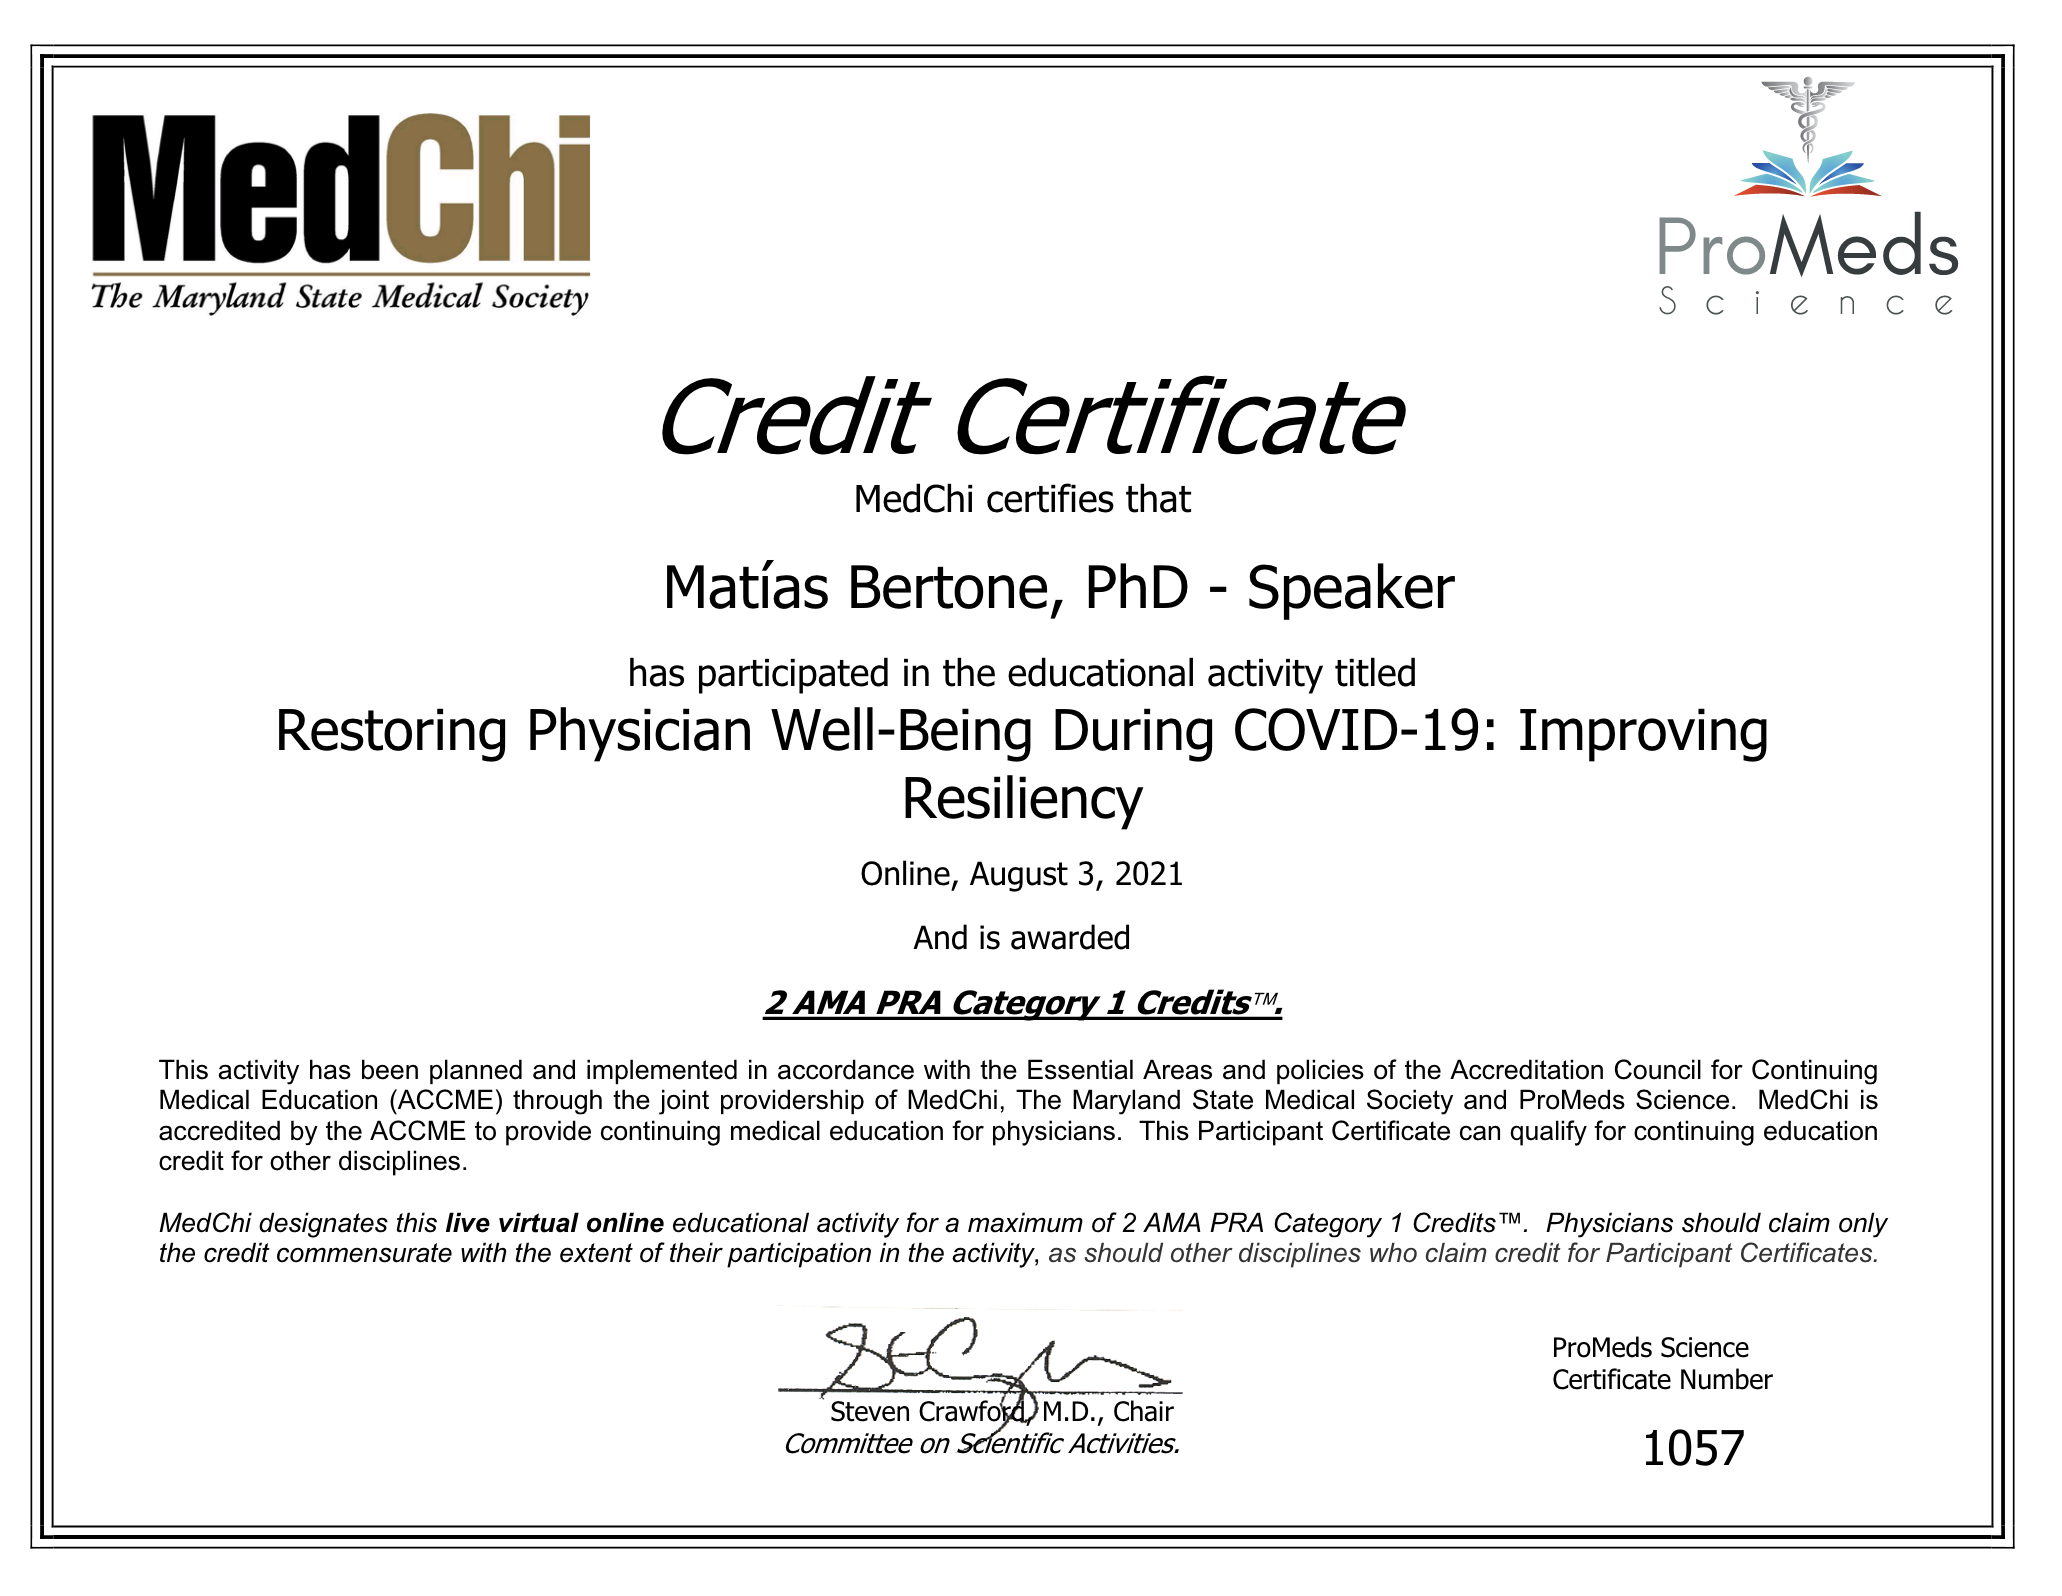 MedChi
The Maryland State Medical Society
ProMeds
Science
Credit Certificate
MedChi certifies that
Matías Bertone, PhD - Speaker
has participated in the educational activity titled
Restoring Physician Well-Being During COVID-19: Improving
Resiliency
Online, August 3, 2021
And is awarded
2 AMA PRA Category 1 Credits™.
This activity has been planned and implemented in accordance with the Essential Areas and policies of the Accreditation Council for Continuing
Medical Education (ACCME) through the joint providership of MedChi, The Maryland State Medical Society and ProMeds Science.  MedChi is
accredited by the ACCME to provide continuing medical education for physicians.  This Participant Certificate can qualify for continuing education
credit for other disciplines.
MedChi designates this live virtual online educational activity for a maximum of 2 AMA PRA Category 1 Credits™.  Physicians should claim only
the credit commensurate with the extent of their participation in the activity, as should other disciplines who claim credit for Participant Certificates.
Steven Crawford, M.D., Chair
Committee on Scientific Activities.
ProMeds Science
Certificate Number
1057